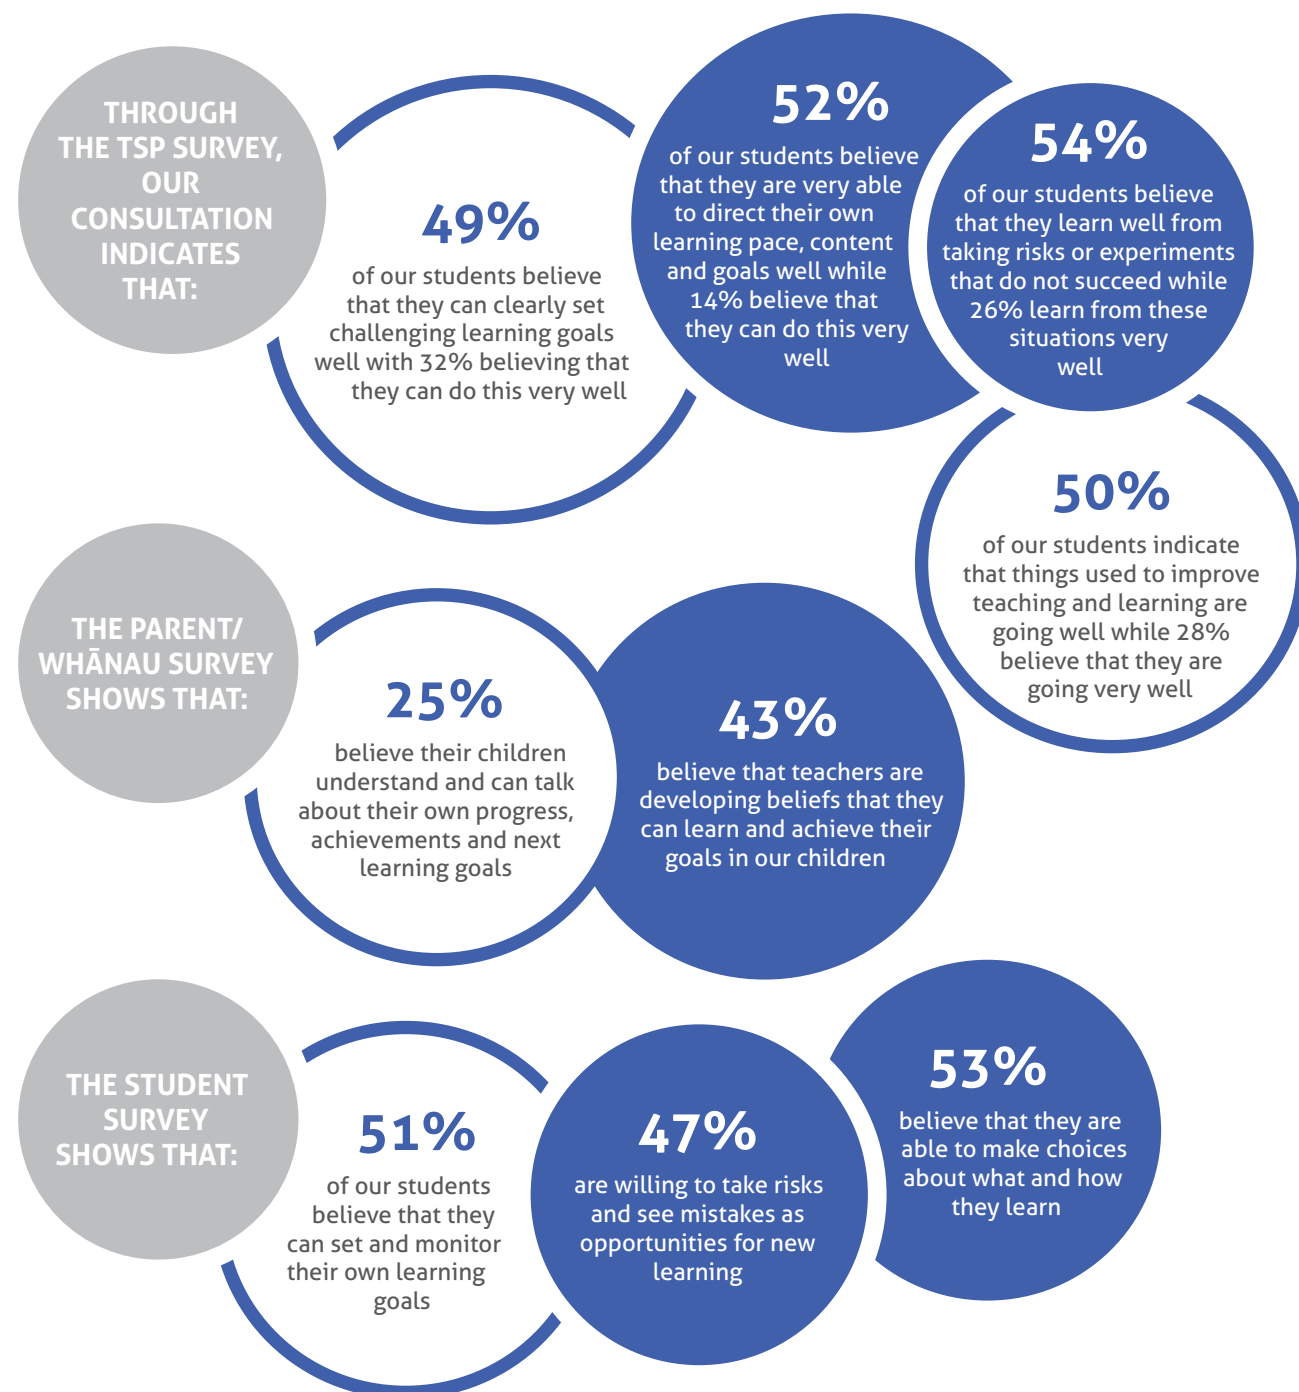 THROUGH
THE TSP SURVEY,
OUR
CONSULTATION
INDICATES
THAT:
49%
of our students believe
that they can clearly set
challenging learning goals
well with 32% believing that
they can do this very well
52%
of our students believe
that they are very able
to direct their own
learning pace, content
and goals well while
14% believe that
they can do this very
well
54%
of our students believe
that they learn well from
taking risks or experiments
that do not succeed while
26% learn from these
situations very
well
50%
of our students indicate
that things used to improve
teaching and learning are
going well while 28%
believe that they are
going very well
THE PARENT/
WHĀNAU SURVEY
SHOWS THAT:
25%
believe their children
understand and can talk
about their own progress,
achievements and next
learning goals
43%
believe that teachers are
developing beliefs that they
can learn and achieve their
goals in our children
THE STUDENT
SURVEY
SHOWS THAT:
51%
of our students
believe that they
can set and monitor
their own learning
goals
47%
are willing to take risks
and see mistakes as
opportunities for new
learning
53%
believe that they are
able to make choices
about what and how
they learn